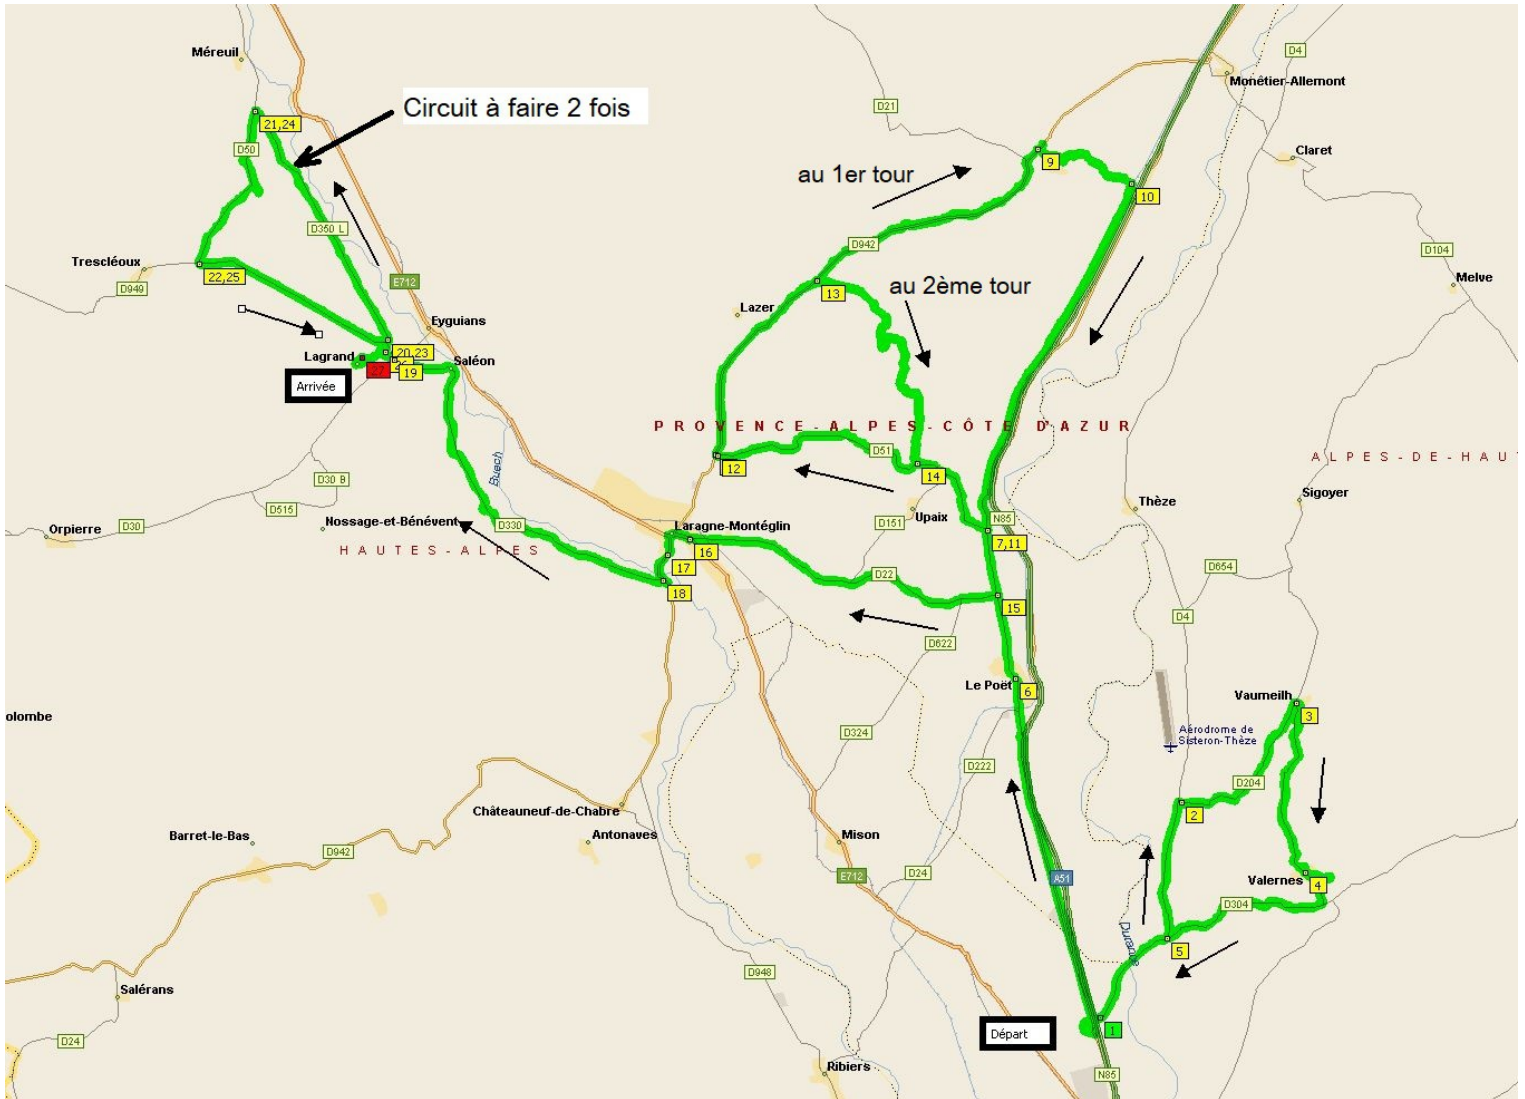 Méreuil
D4
Monêtier-Allemont
Circuit à faire 2 fois
D21
21,24
D50
Claret
9
au 1er tour
10
D350 L
D942
D104
Trescléoux
22,25
D949
E712
Melve
13
au 2ème tour
Lazer
Eyguians
20,23
Lagrand
Saléon
27
19
Arrivée
PROVENCE-ALPES-CÔTE D'AZUR
D51
ALPES-DE-HAUT
12
14
Buech
D30 B
Sigoyer
Thèze
D515
Upaix
N85
Orpierre
D30
Nossage-et-Bénévent
D330
Laragne-Montéglin
D151
7,11
HAUTES-ALPES
16
17
D22
D654
18
15
D4
D622
Le Poët
6
Vaumeilh
3
olombe
Aérodrome de
Sisteron-Thèze
D324
D222
D204
2
Châteauneuf-de-Chabre
Barret-le-Bas
Antonaves
Mison
D942
E712
D24
A51
Valernes
4
D304
Durance
5
D948
Salérans
Départ
1
D24
Ribiers
N85